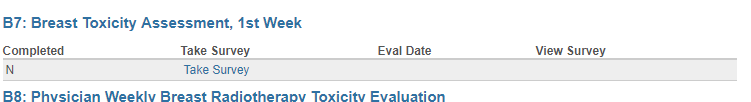 B7: Breast Toxicity Assessment, 1st Week
Completed Take Survey Eval Date View Survey
N Take Survey
B8: Physician Weekly Breast Radiotherapy Toxicity Evaluation